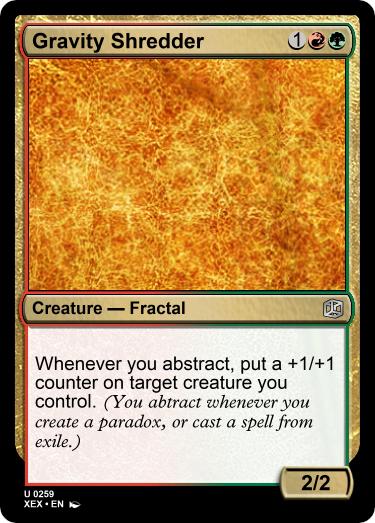 Gravity Shredder 1
Creature — Fractal
Whenever you abstract, put a +1/+1
counter on target creature you
control. (You abtract whenever you
create a paradox, or cast a spell from
exile.)
2/2
U 0259
XEX • EN